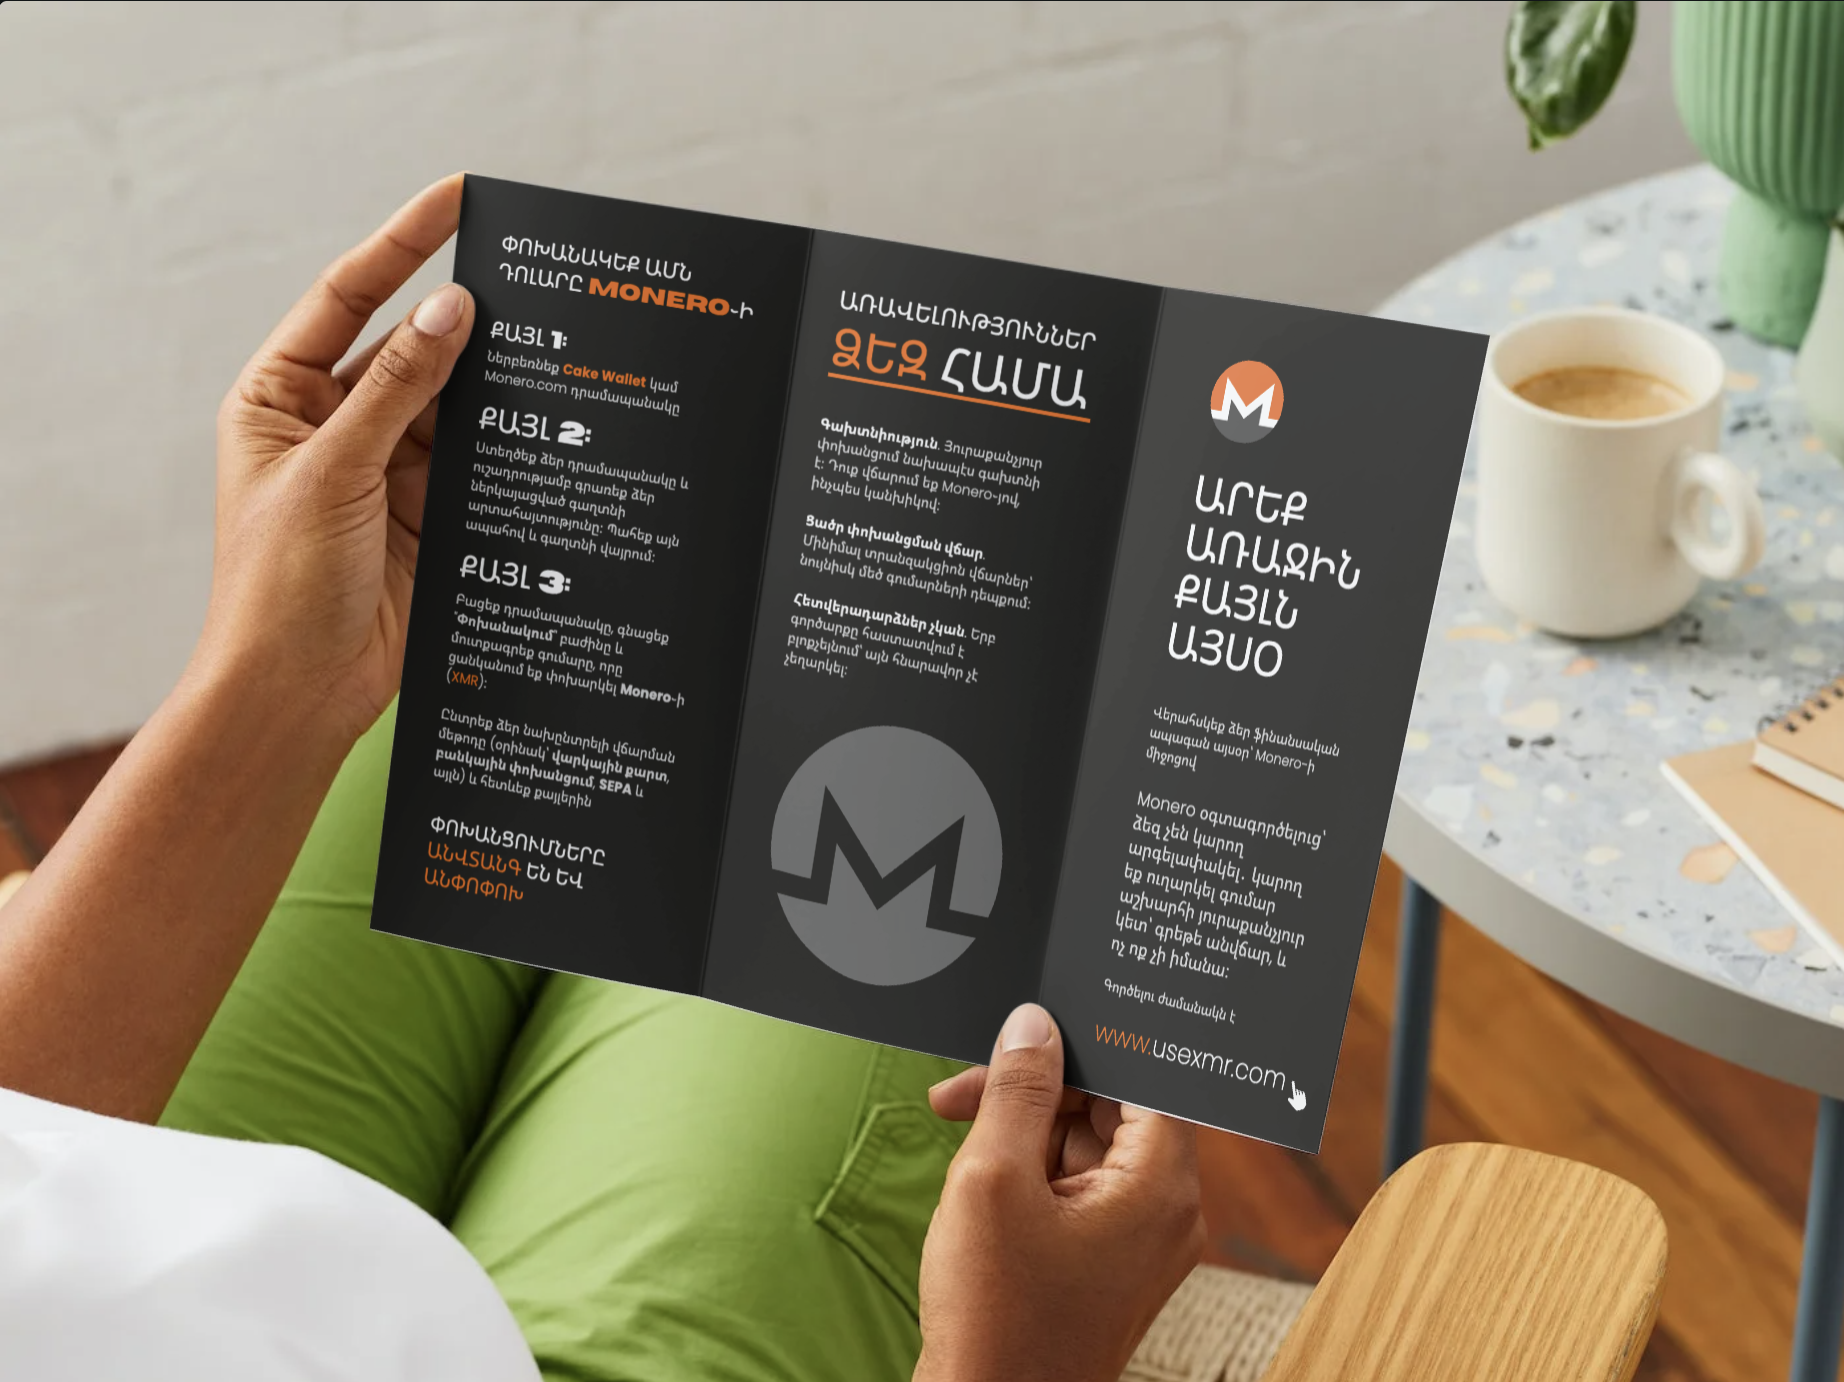 ՓՈԽԱՆԱԿԵՔ ԱՄՆ
ԴՈԼԱՐԸ MONERO-Ի
ՔԱՅԼ 1:
Ներբեռնեք Cake Wallet կամ
Monero.com դրամապանակը
ՔԱՅԼ 2:
Ստեղծեք ձեր դրամապանակը և
ուշադրությամբ գրառեք ձեր
ներկայացված գաղտնի
արտահայտությունը: Պահեք այն
ապահով և գաղտնի վայրում:
ՔԱՅԼ 3:
Բացեք դրամապանակը, գնացեք
"Փոխանակում" բաժինը և
մուտքագրեք գումարը, որը
ցանկանում եք փոխարկել Monero-ի
(XMR):
Ընտրեք ձեր նախընտրելի վճարման
մեթոդը (օրինակ՝ վարկային քարտ,
բանկային փոխանցում, SEPA և
այլն) և հետևեք քայլերին
ՓՈԽԱՆՑՈՒՄՆԵՐԸ
ԱՆՎՏԱՆԳ ԵՆ ԵՎ
ԱՆՓՈՓՈԽ
ԱՌԱՎԵԼՈՒԹՅՈՒՆՆԵՐ
ՁԵԶ ՀԱՄԱ
Գախտնիություն. Յուրաքանչյուր
փոխանցում նախապես գախտնի
է: Դուք վճարում եք Monero-յով,
ինչպես կանխիկով:
Ցածր փոխանցման վճար.
Մինիմալ տրանզակցիոն վճարներ՝
նույնիսկ մեծ գումարների դեպքում:
Հետվերադարձներ չկան. Երբ
գործարքը հաստատվում է
բլոքչեյնում՝ այն հնարավոր չէ
չեղարկել:
ԱՐԵՔ
ԱՌԱՋԻՆ
ՔԱՅԼՆ
ԱՅՍՕ
Վերահսկեք ձեր ֆինանսական
ապագան այսօր՝ Monero-ի
միջոցով
Monero օգտագործելուց՝
ձեզ չեն կարող
արգելափակել. կարող
եք ուղարկել գումար
աշխարհի յուրաքանչյուր
կետ՝ գրեթե անվճար, և
ոչ ոք չի իմանա:
Գործելու ժամանակն է
www.usexmr.com